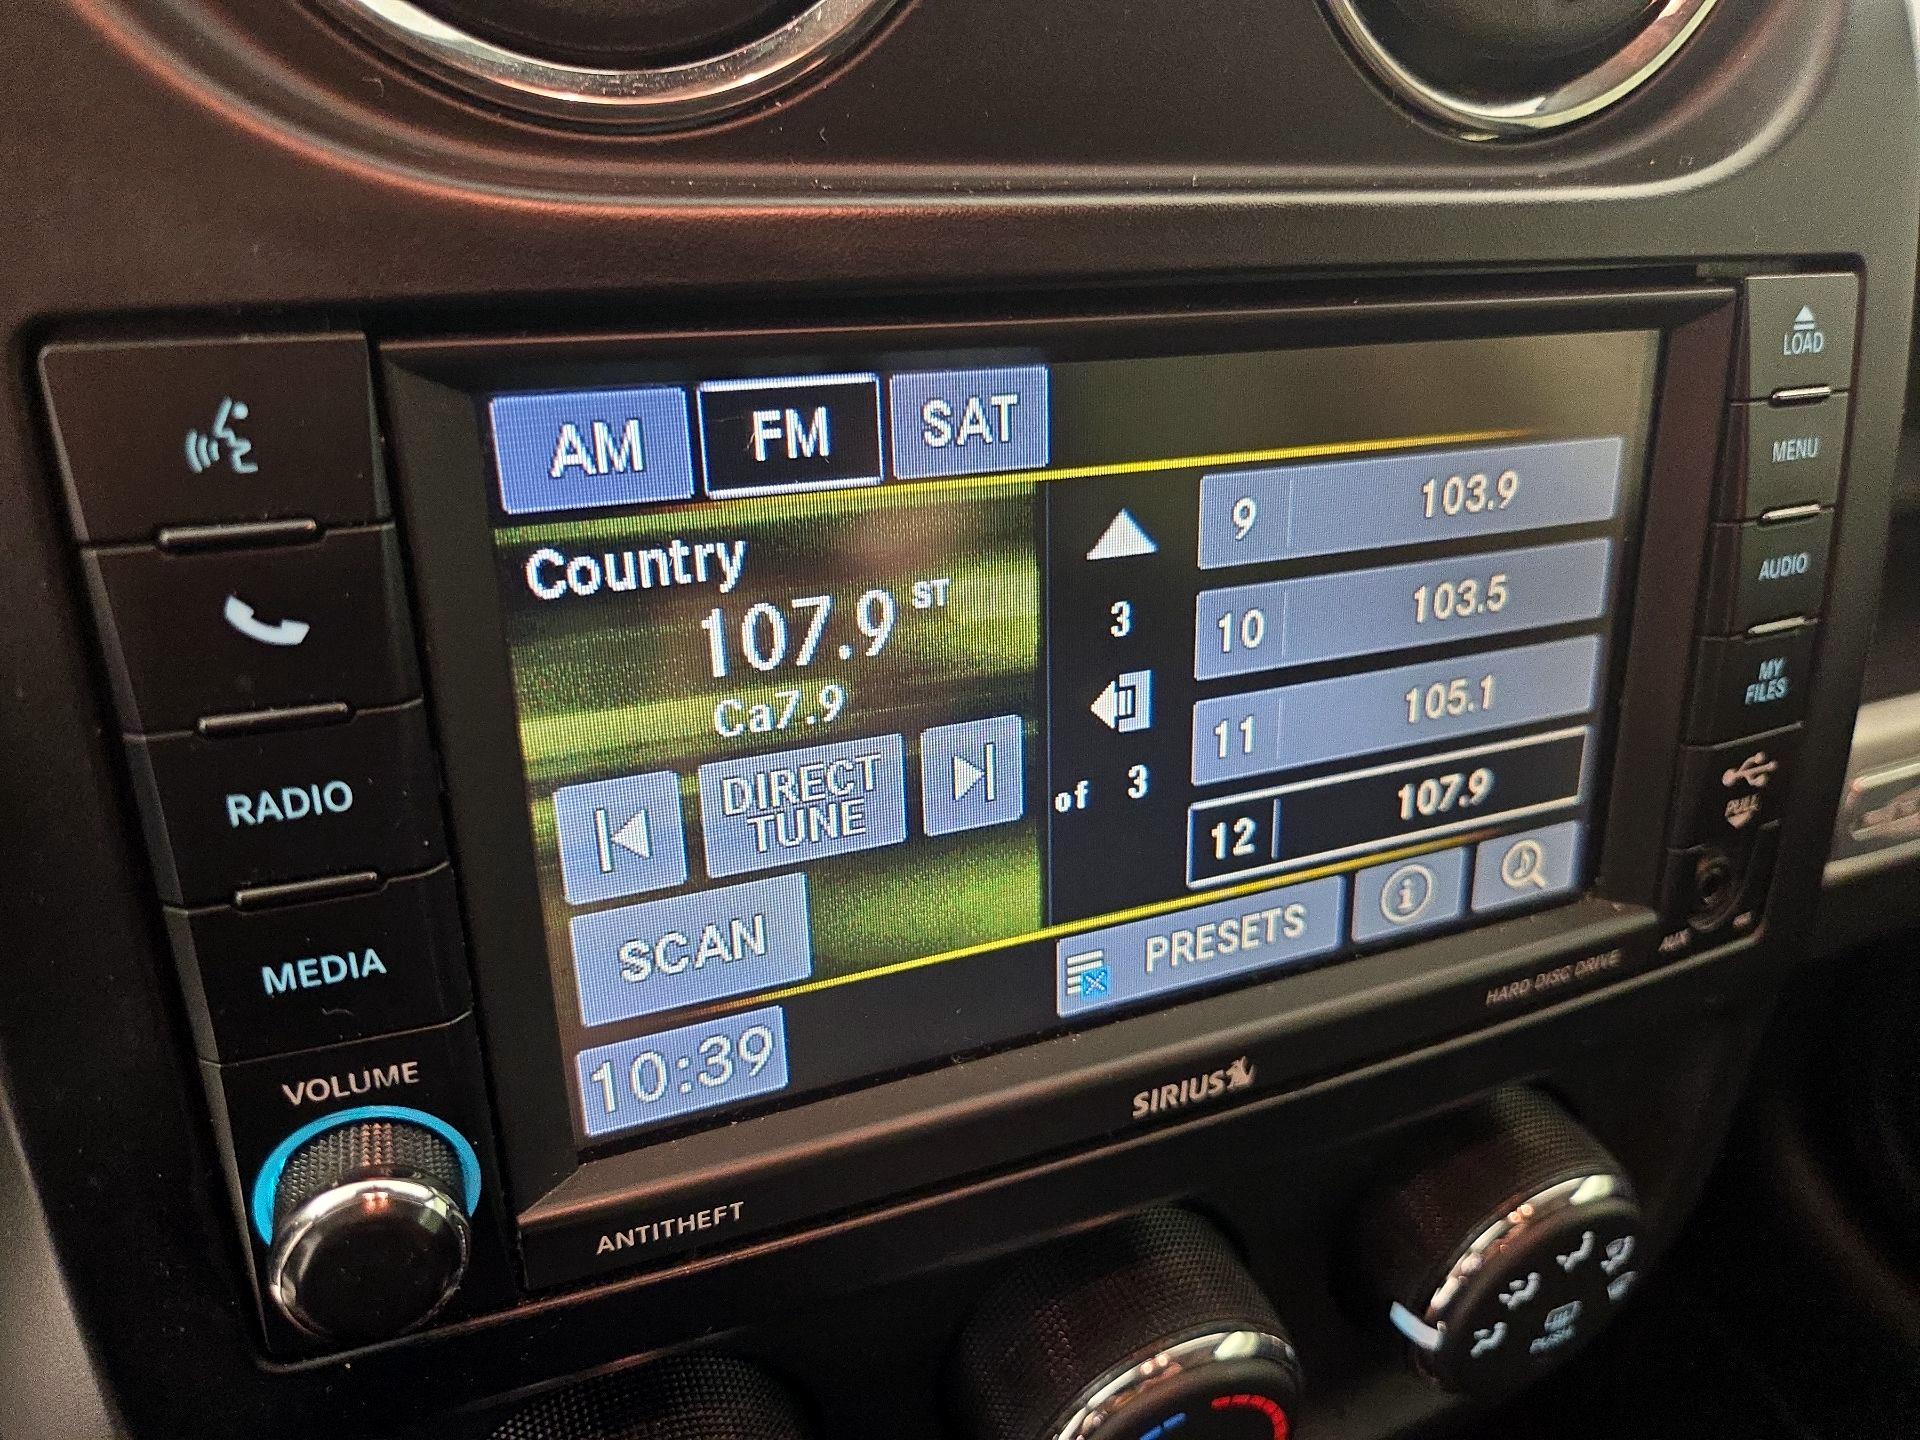 AM
FM
SAT
Country
107.9 ST
Ca7.9
DIRECT
TUNE
SCAN
10:39
3
of 3
9 103.9
10 103.5
11 105.1
12 107.9
PRESETS
i
RADIO
MEDIA
VOLUME
ANTITHEFT
SIRIUS
HARD DISC DRIVE
LOAD
MENU
AUDIO
MY
FILES
PULL
AUX
PUSH